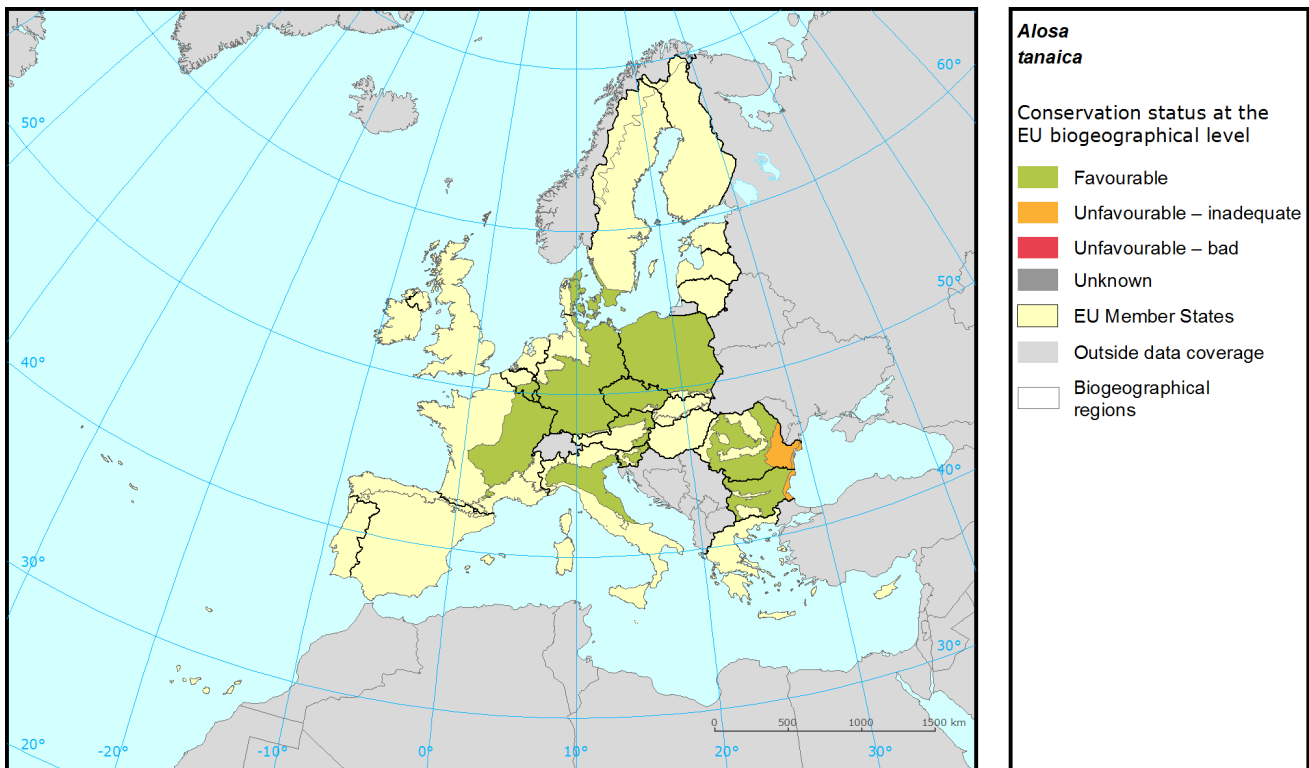 Alosa
tanaica
Conservation status at the
EU biogeographical level
Favourable
Unfavourable – inadequate
Unfavourable – bad
Unknown
EU Member States
Outside data coverage
Biogeographical
regions
60°
50°
50°
40°
40°
30°
30°
20°
-20°
-10°
0°
10°
20°
30°
0 500 1000 1500 km